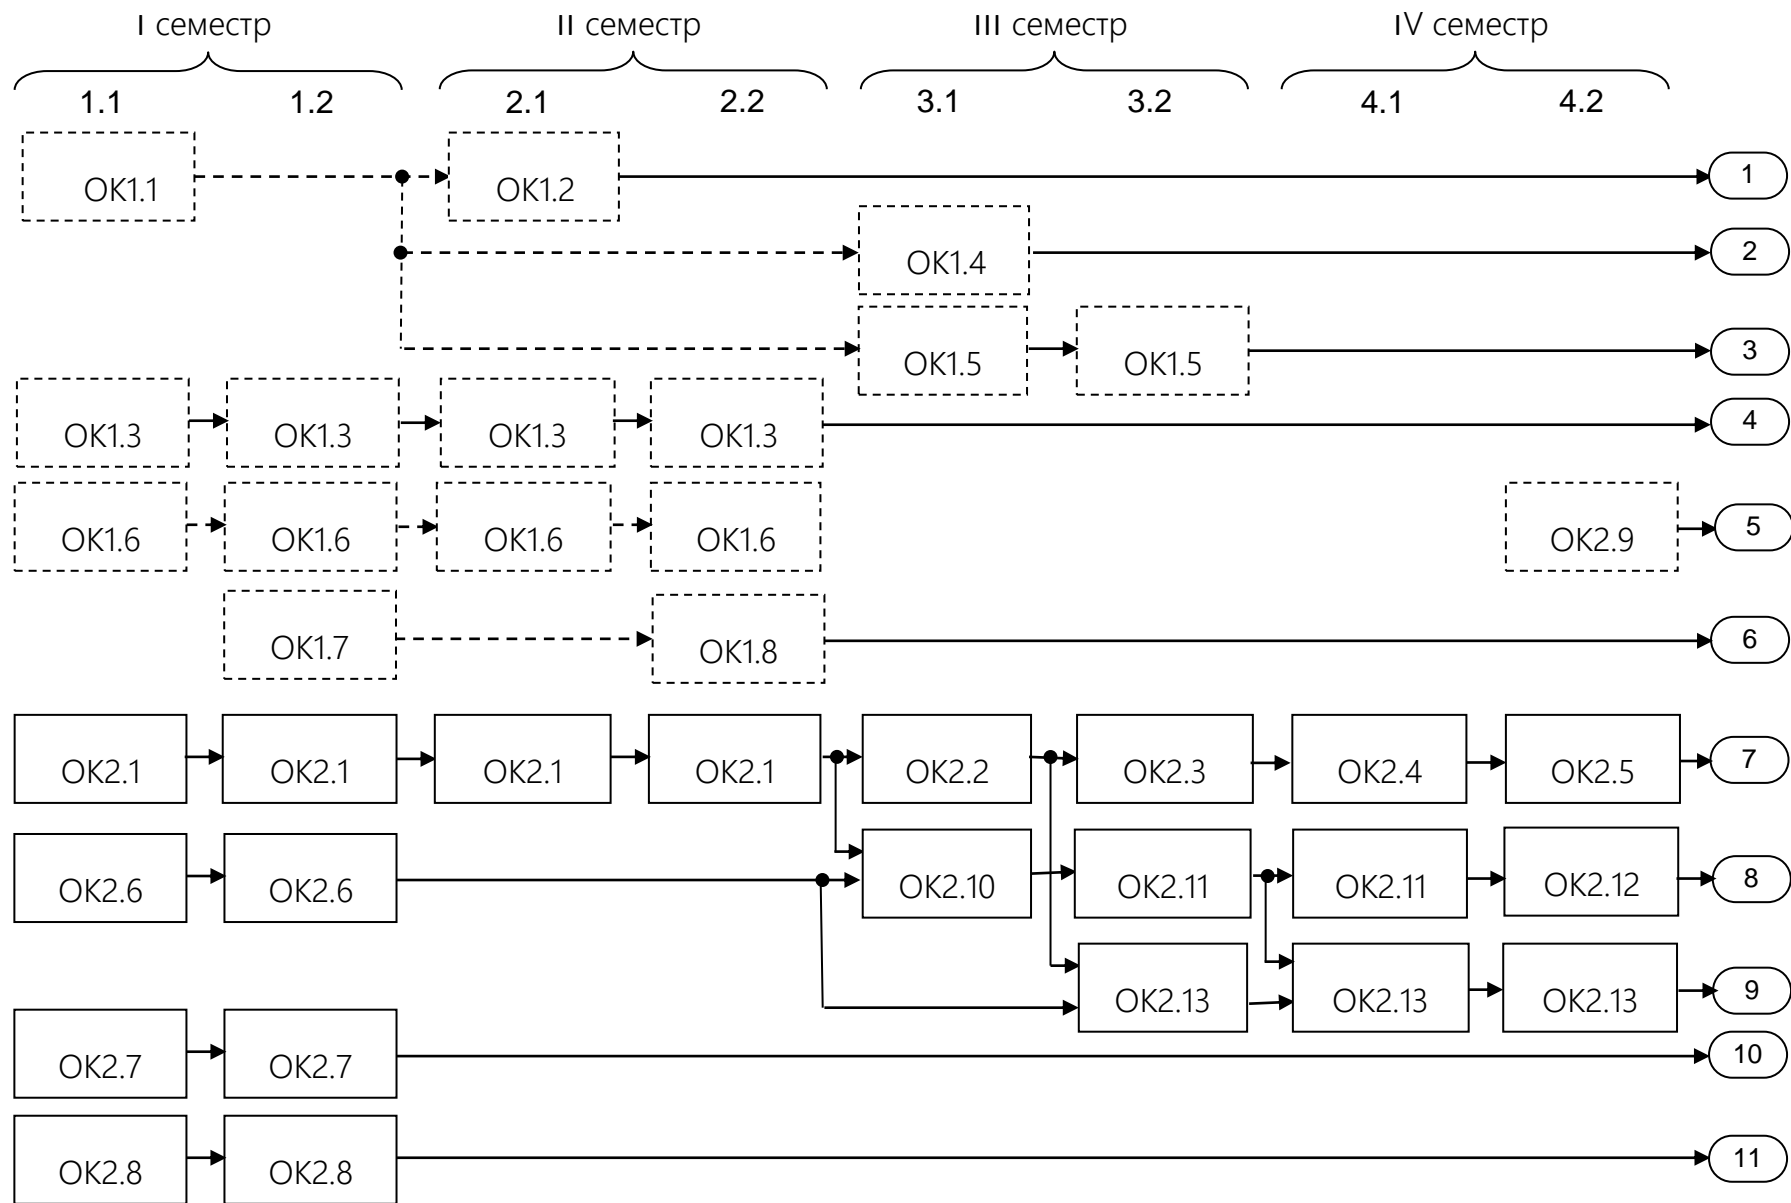 I семестр II семестр III семестр IV семестр
1.1 1.2 2.1 2.2 3.1 3.2 4.1 4.2
ОК1.1 ОК1.2 1
ОК1.4 2
ОК1.5 ОК1.5 3
ОК1.3 ОК1.3 ОК1.3 ОК1.3 4
ОК1.6 ОК1.6 ОК1.6 ОК1.6 ОК2.9 5
ОК1.7 ОК1.8 6
ОК2.1 ОК2.1 ОК2.1 ОК2.1 ОК2.2 ОК2.3 ОК2.4 ОК2.5 7
ОК2.6 ОК2.6 ОК2.10 ОК2.11 ОК2.11 ОК2.12 8
ОК2.13 ОК2.13 ОК2.13 9
ОК2.7 ОК2.7 10
ОК2.8 ОК2.8 11